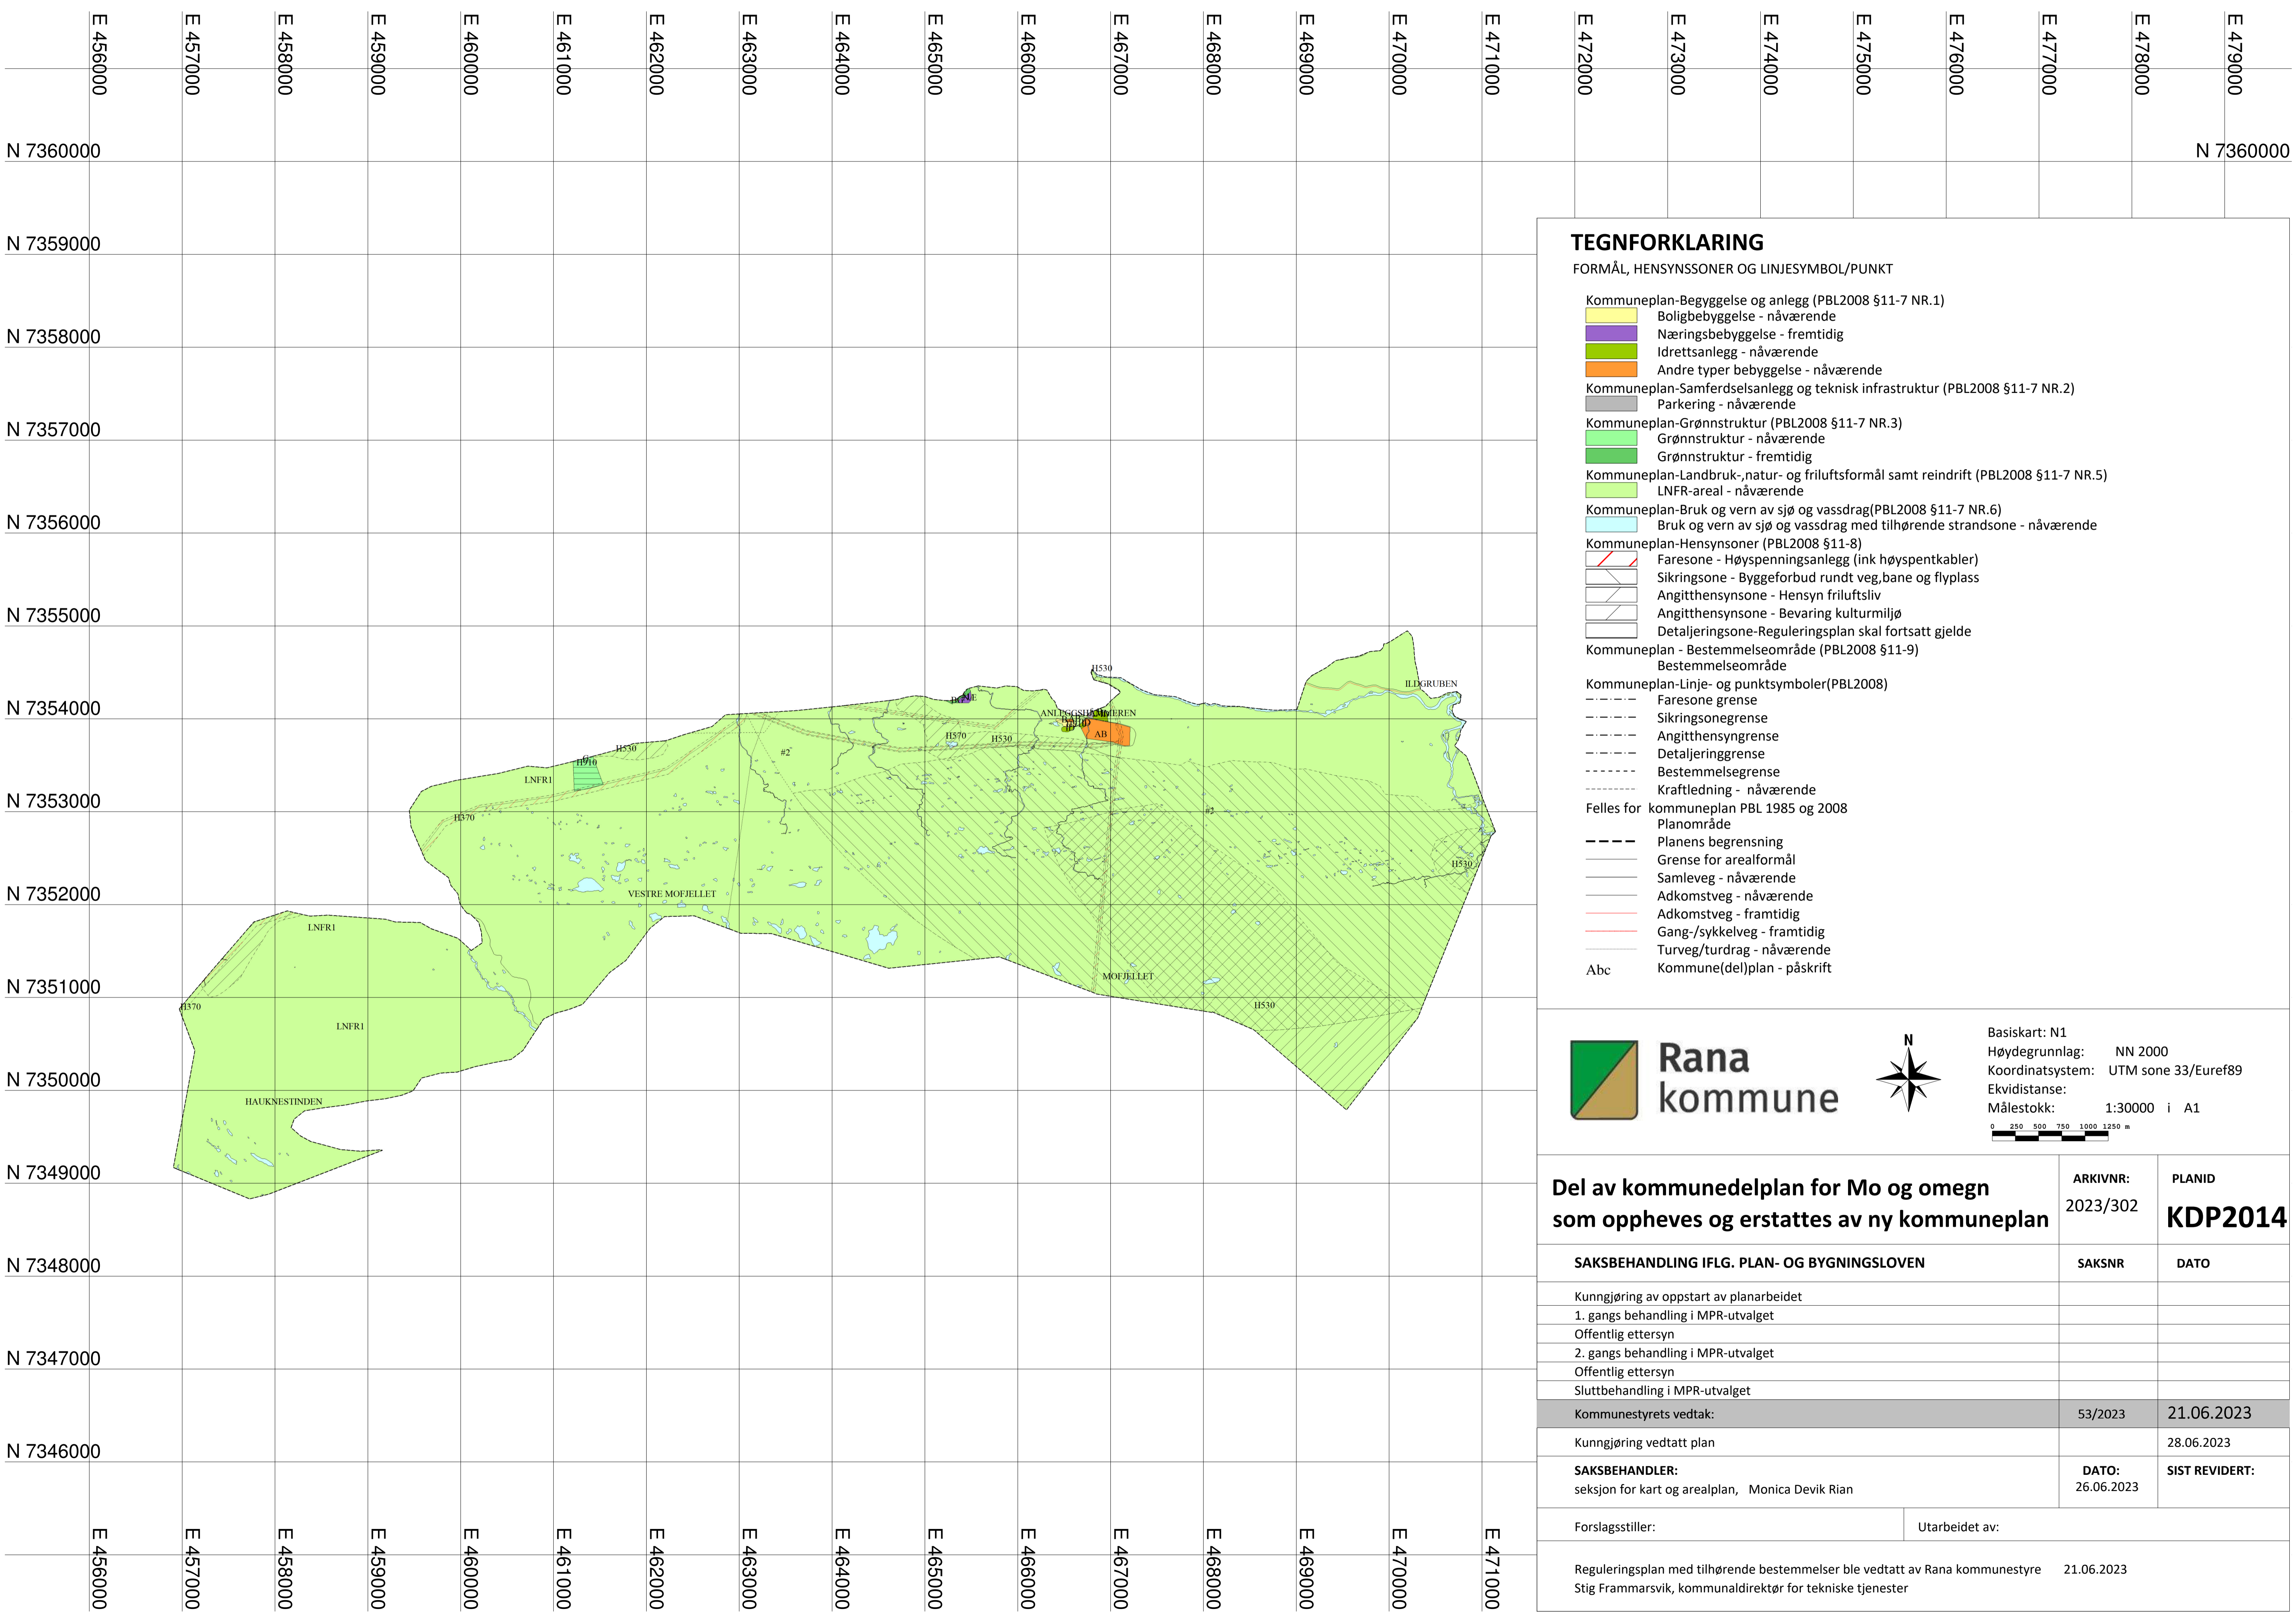 E 456000 E 457000 E 458000 E 459000 E 460000 E 461000 E 462000 E 463000 E 464000 E 465000 E 466000 E 467000 E 468000 E 469000 E 470000 E 471000 E 472000 E 473000 E 474000 E 475000 E 476000 E 477000 E 478000 E 479000
N 7360000 N 7360000
N 7359000
N 7358000
N 7357000
N 7356000
N 7355000
N 7354000
N 7353000
N 7352000
N 7351000
N 7350000
N 7349000
N 7348000
N 7347000
N 7346000
H530
ILDGRUBEN
ANLEGGSHAMMEREN
AB
H570
H530
H530
#2
H910
LNFR1
H370
#2
H530
VESTRE MOFJELLET
LNFR1
MOFJELLET
H370
H530
LNFR1
HAUKNESTINDEN
E 456000 E 457000 E 458000 E 459000 E 460000 E 461000 E 462000 E 463000 E 464000 E 465000 E 466000 E 467000 E 468000 E 469000 E 470000 E 471000
TEGNFORKLARING
FORMÅL, HENSYNSSONER OG LINJESYMBOL/PUNKT
Kommuneplan-Begyggelse og anlegg (PBL2008 §11-7 NR.1)
Boligbebyggelse - nåværende
Næringsbebyggelse - fremtidig
Idrettsanlegg - nåværende
Andre typer bebyggelse - nåværende
Kommuneplan-Samferdselsanlegg og teknisk infrastruktur (PBL2008 §11-7 NR.2)
Parkering - nåværende
Kommuneplan-Grønnstruktur (PBL2008 §11-7 NR.3)
Grønnstruktur - nåværende
Grønnstruktur - fremtidig
Kommuneplan-Landbruk-,natur- og friluftsformål samt reindrift (PBL2008 §11-7 NR.5)
LNFR-areal - nåværende
Kommuneplan-Bruk og vern av sjø og vassdrag(PBL2008 §11-7 NR.6)
Bruk og vern av sjø og vassdrag med tilhørende strandsone - nåværende
Kommuneplan-Hensynsoner (PBL2008 §11-8)
Faresone - Høyspenningsanlegg (ink høyspentkabler)
Sikringsone - Byggeforbud rundt veg,bane og flyplass
Angitthensynsone - Hensyn friluftsliv
Angitthensynsone - Bevaring kulturmiljø
Detaljeringsone-Reguleringsplan skal fortsatt gjelde
Kommuneplan - Bestemmelseområde (PBL2008 §11-9)
Bestemmelseområde
Kommuneplan-Linje- og punktsymboler(PBL2008)
Faresone grense
Sikringsonegrense
Angitthensyngrense
Detaljeringgrense
Bestemmelsegrense
Kraftledning - nåværende
Felles for kommuneplan PBL 1985 og 2008
Planområde
Planens begrensning
Grense for arealformål
Samleveg - nåværende
Adkomstveg - nåværende
Adkomstveg - framtidig
Gang-/sykkelveg - framtidig
Turveg/turdrag - nåværende
Abc Kommune(del)plan - påskrift
Rana
kommune
N
Basiskart: N1
Høydegrunnlag: NN 2000
Koordinatsystem: UTM sone 33/Euref89
Ekvidistanse:
Målestokk: 1:30000 i A1
0 250 500 750 1000 1250 m
Del av kommunedelplan for Mo og omegn
som oppheves og erstattes av ny kommuneplan
ARKIVNR:
2023/302
PLANID
KDP2014
SAKSBEHANDLING IFLG. PLAN- OG BYGNINGSLOVEN SAKSNR DATO
Kunngjøring av oppstart av planarbeidet
1. gangs behandling i MPR-utvalget
Offentlig ettersyn
2. gangs behandling i MPR-utvalget
Offentlig ettersyn
Sluttbehandling i MPR-utvalget
Kommunestyrets vedtak: 53/2023 21.06.2023
Kunngjøring vedtatt plan 28.06.2023
SAKSBEHANDLER: DATO: SIST REVIDERT:
seksjon for kart og arealplan, Monica Devik Rian 26.06.2023
Forslagsstiller: Utarbeidet av:
Reguleringsplan med tilhørende bestemmelser ble vedtatt av Rana kommunestyre 21.06.2023
Stig Frammarsvik, kommunaldirektør for tekniske tjenester